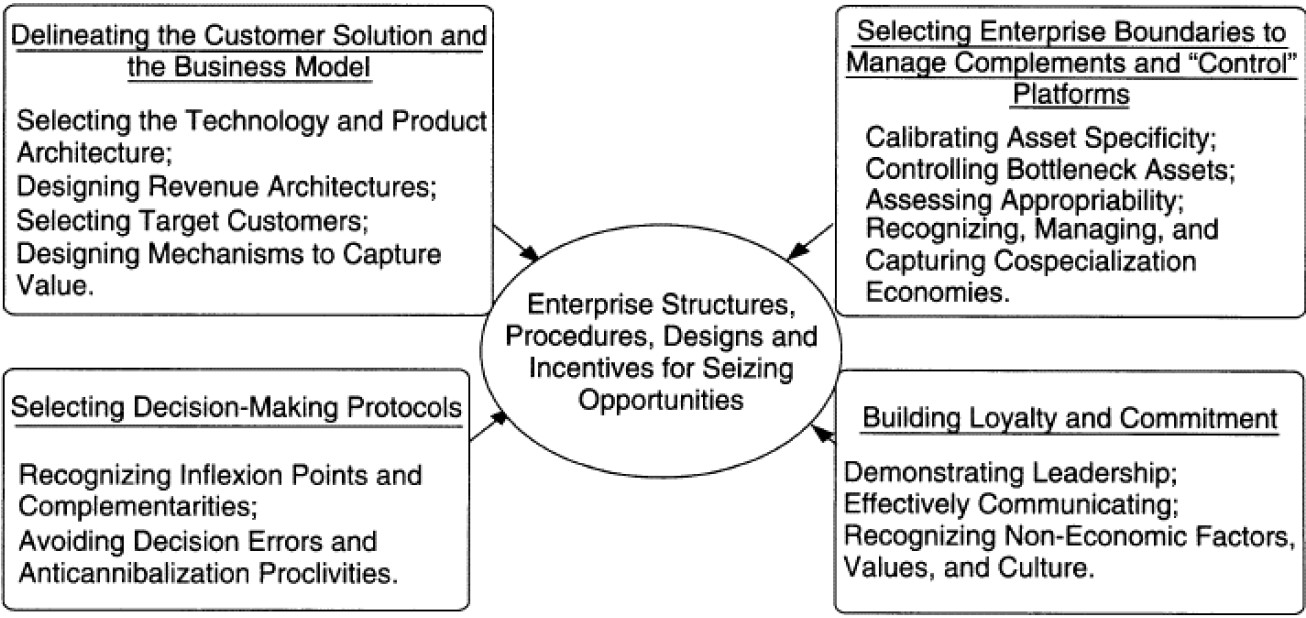 Delineating the Customer Solution and
the Business Model
Selecting the Technology and Product
Architecture;
Designing Revenue Architectures;
Selecting Target Customers;
Designing Mechanisms to Capture
Value.
Selecting Enterprise Boundaries to
Manage Complements and “Control”
Platforms
Calibrating Asset Specificity;
Controlling Bottleneck Assets;
Assessing Appropriability;
Recognizing, Managing, and
Capturing Cospecialization
Economies.
Enterprise Structures,
Procedures, Designs and
Incentives for Seizing
Opportunities
Selecting Decision-Making Protocols
Recognizing Inflexion Points and
Complementarities;
Avoiding Decision Errors and
Anticannibalization Proclivities.
Building Loyalty and Commitment
Demonstrating Leadership;
Effectively Communicating;
Recognizing Non-Economic Factors,
Values, and Culture.